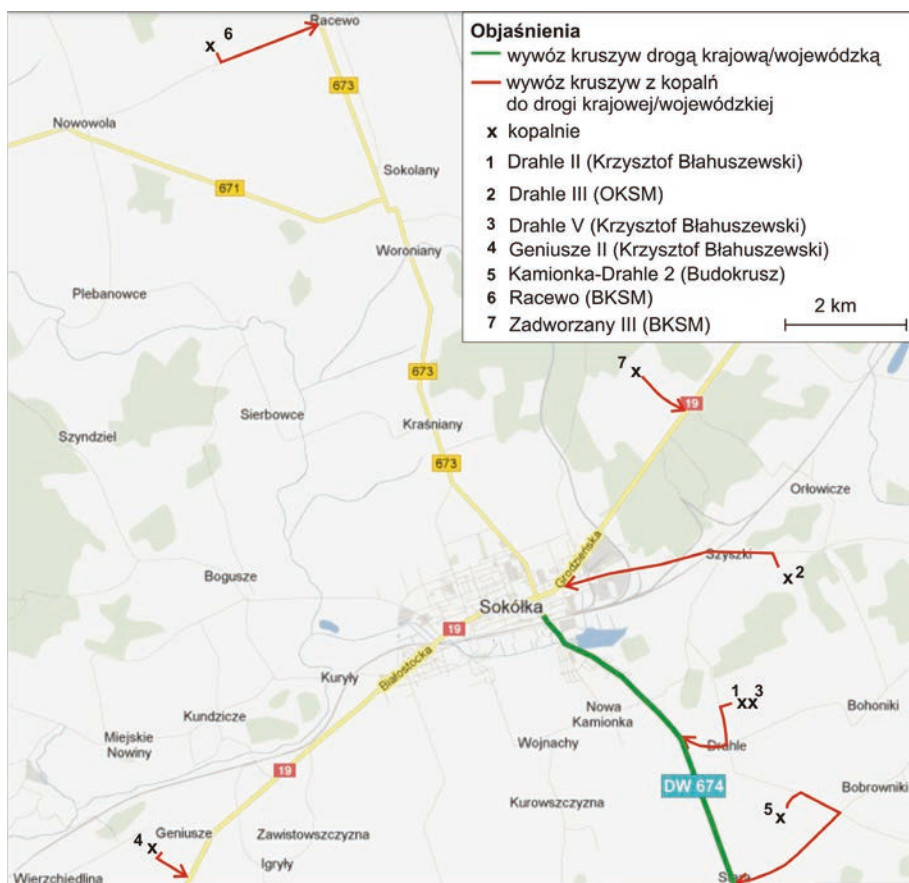 Objaśnienia
wywóz kruszyw drogą krajową/wojewódzką
wywóz kruszyw z kopalń
do drogi krajowej/wojewódzkiej
x kopalnie
1 Drahle II (Krzysztof Błahuszewski)
2 Drahle III (OKSM)
3 Drahle V (Krzysztof Błahuszewski)
4 Geniusze II (Krzysztof Błahuszewski)
5 Kamionka-Drahle 2 (Budokrusz)
6 Racewo (BKSM)
7 Zadworzany III (BKSM)
2 km
Racewo
x 6
673
Nowowola
Sokolany
671
Woroniany
Plebanowce
673
7 x
19
Sierbowce
Kraśniany
Szyndziel
673
Orłowicze
Szyszki
Grodzieńska
Bogusze
x 2
Sokółka
19
Białostocka
Kuryły
1 xx 3
Nowa
Kamionka
Bohoniki
Kundzicze
Miejskie
Nowiny
Wojnachy
Drahle
19
DW 674
Bobrowniki
Kurowszczyzna
5 x
Geniusze
Zawistowszczyzna
4 x
Igryły
Wierzchjedlina